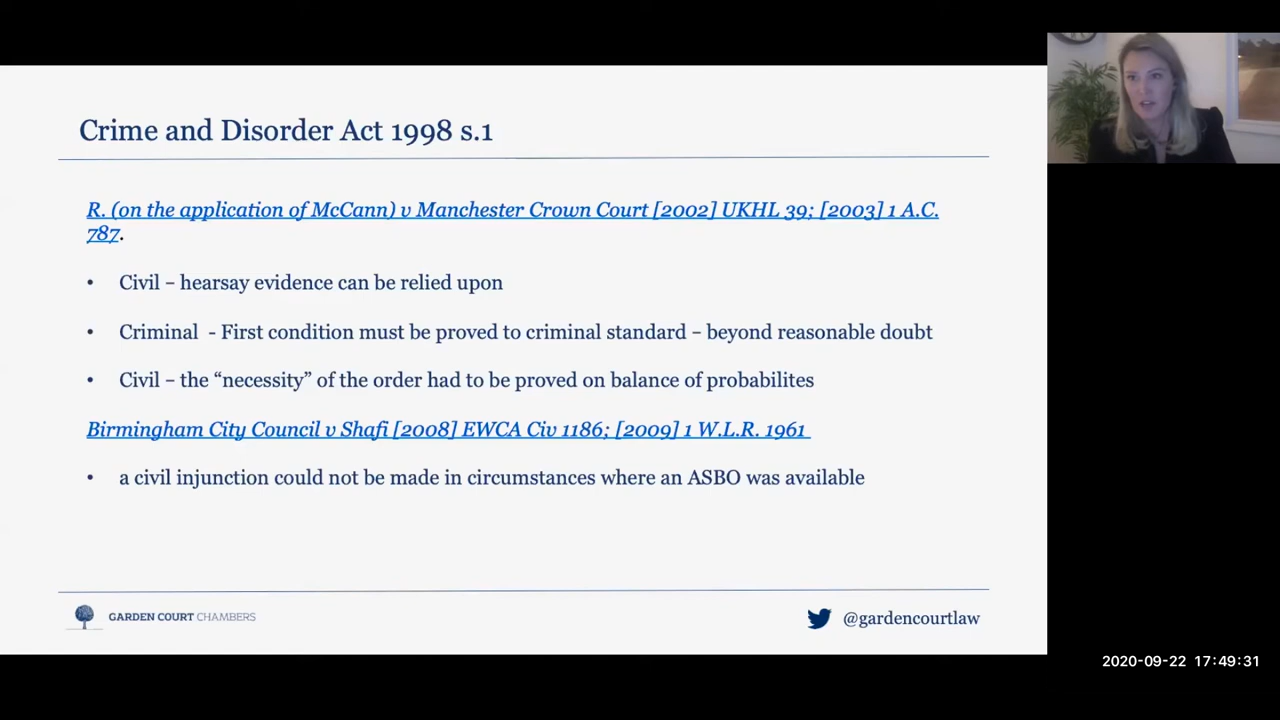 Crime and Disorder Act 1998 s.1
R. (on the application of McCann) v Manchester Crown Court [2002] UKHL 39; [2003] 1 A.C.
787.
• Civil – hearsay evidence can be relied upon
• Criminal - First condition must be proved to criminal standard – beyond reasonable doubt
• Civil – the “necessity” of the order had to be proved on balance of probabilites
Birmingham City Council v Shafi [2008] EWCA Civ 1186; [2009] 1 W.L.R. 1961
• a civil injunction could not be made in circumstances where an ASBO was available
GARDEN COURT CHAMBERS
@gardencourtlaw
2020-09-22 17:49:31